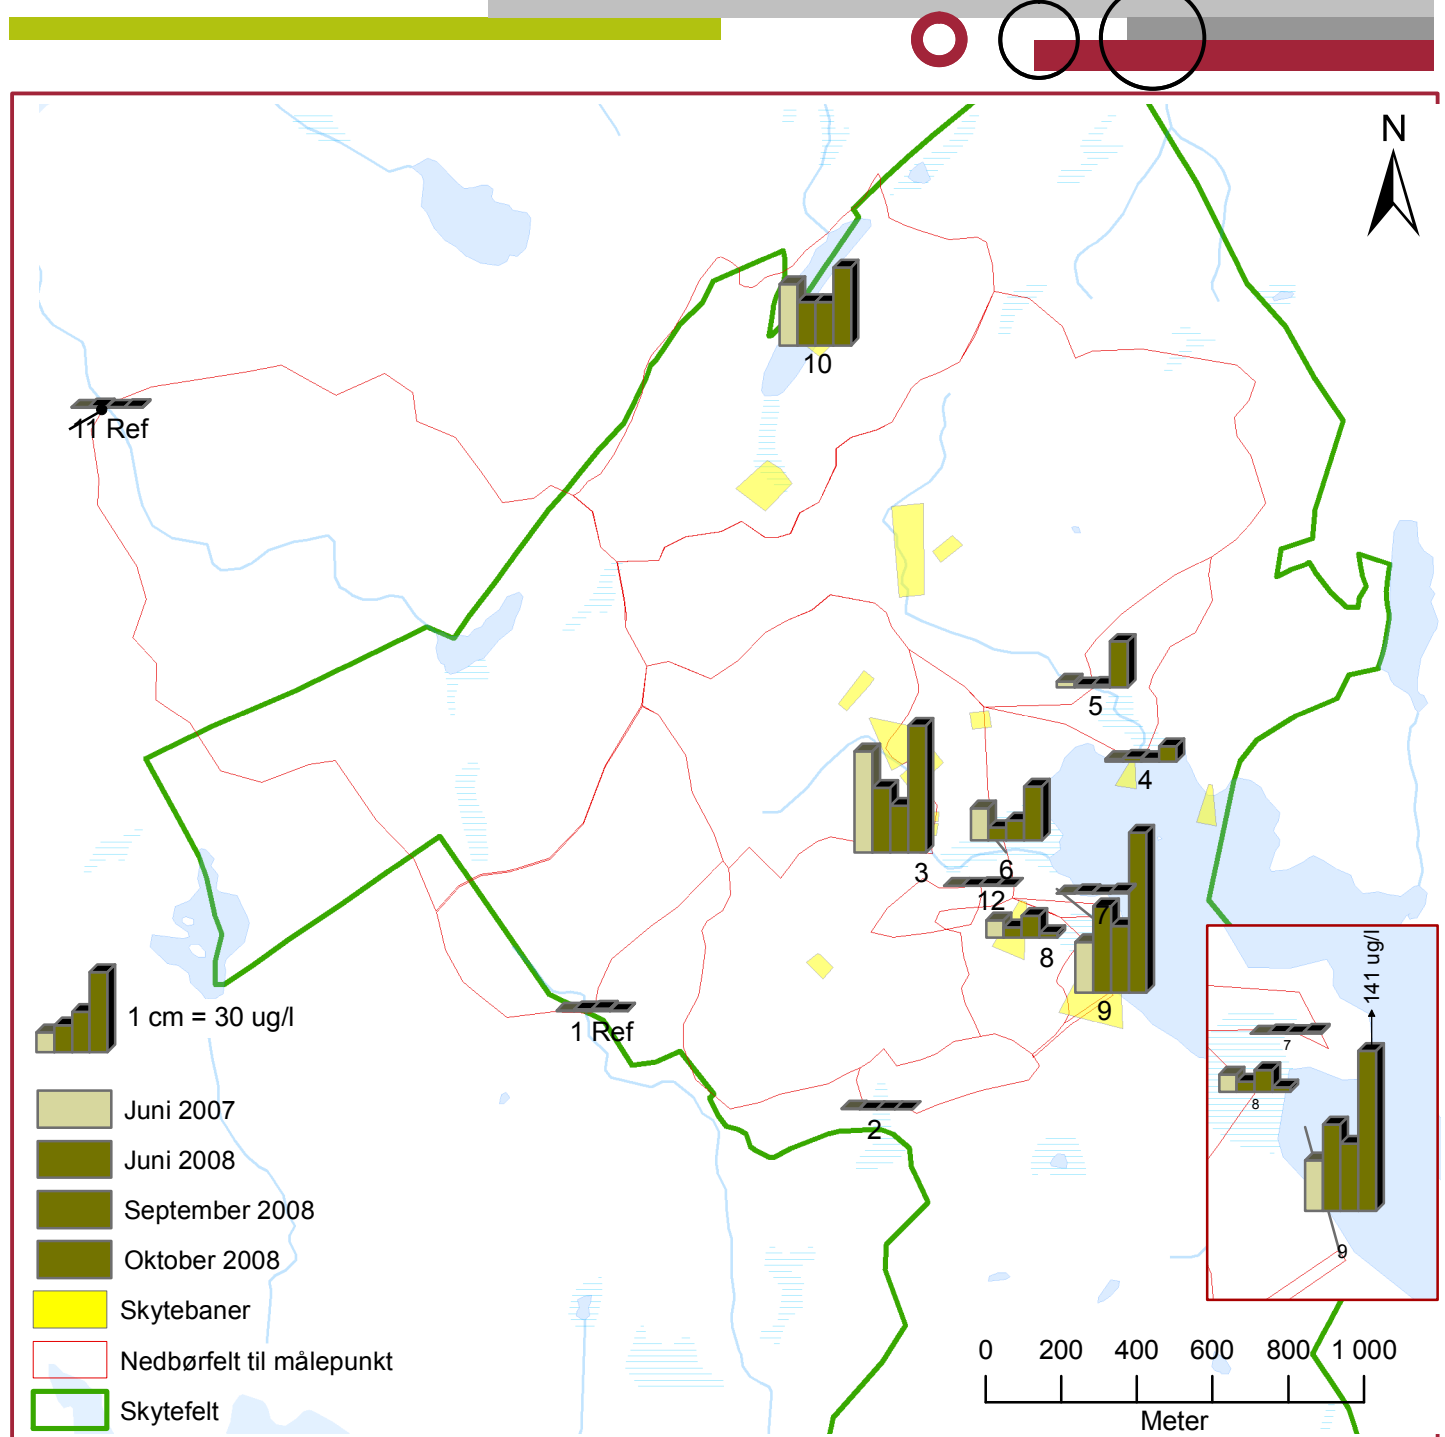 N
10
11 Ref
5
4
3
6
12
7
8
9
141 ug/l
7
8
9
1 cm = 30 ug/l
1 Ref
2
Juni 2007
Juni 2008
September 2008
Oktober 2008
Skytebaner
Nedbørfelt til målepunkt
Skytefelt
0 200 400 600 800 1 000
Meter